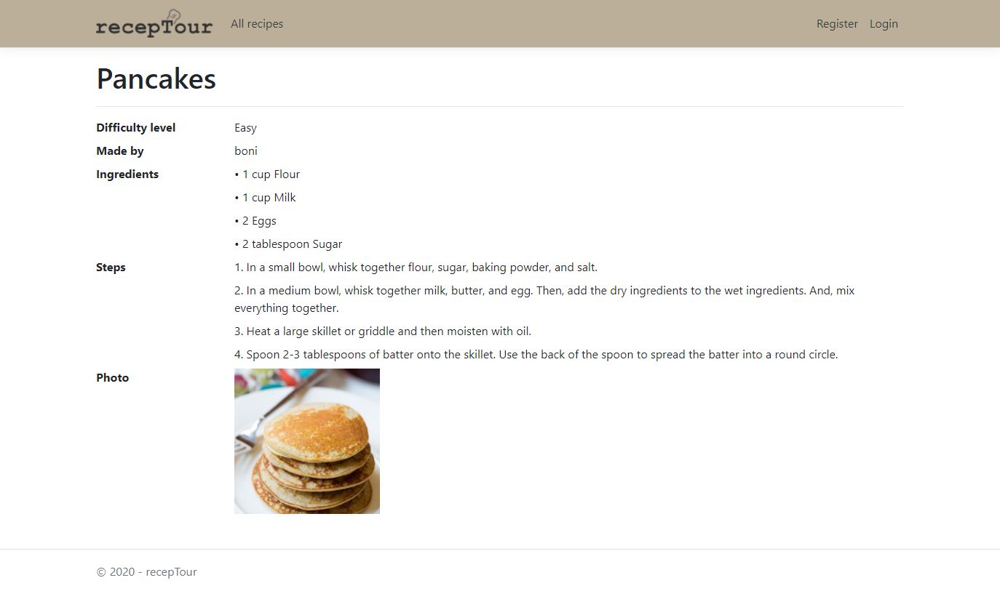 recepTour All recipes Register Login
Pancakes
Difficulty level Easy
Made by boni
Ingredients • 1 cup Flour
• 1 cup Milk
• 2 Eggs
• 2 tablespoon Sugar
Steps 1. In a small bowl, whisk together flour, sugar, baking powder, and salt.
2. In a medium bowl, whisk together milk, butter, and egg. Then, add the dry ingredients to the wet ingredients. And, mix
everything together.
3. Heat a large skillet or griddle and then moisten with oil.
4. Spoon 2-3 tablespoons of batter onto the skillet. Use the back of the spoon to spread the batter into a round circle.
Photo
© 2020 - recepTour